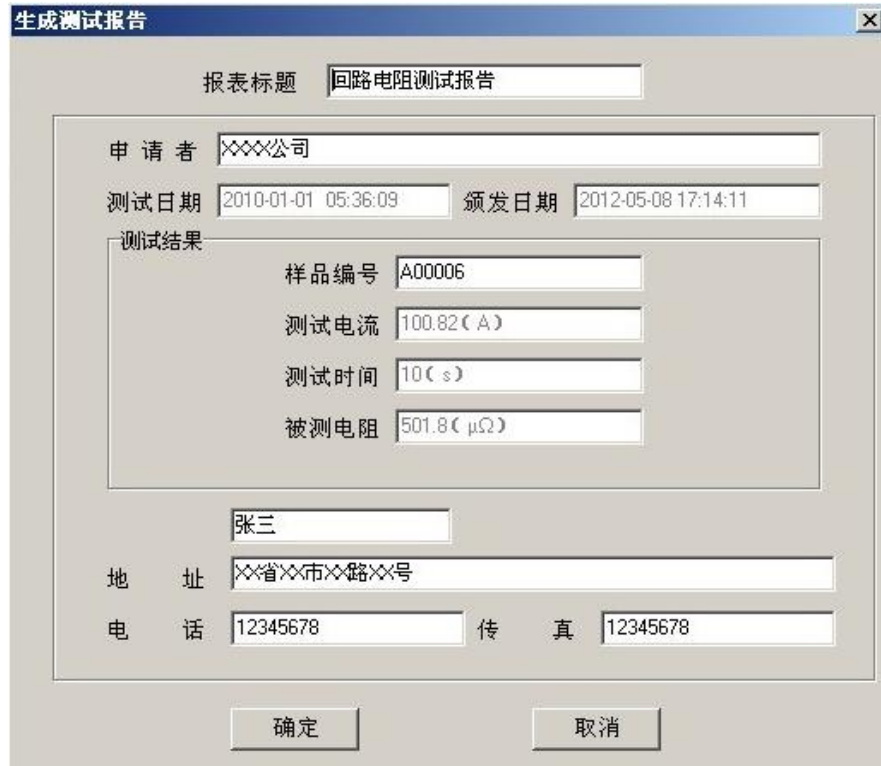 生成测试报告
报表标题 回路电阻测试报告
申 请 者 XXXX公司
测试日期 2010-01-01 05:36:09 颁发日期 2012-05-08 17:14:11
测试结果
样品编号 A00006
测试电流 100.82( A)
测试时间 10( s)
被测电阻 501.8( μΩ)
张三
地 址 XX省XX市XX路XX号
电 话 12345678 传 真 12345678
确定 取消